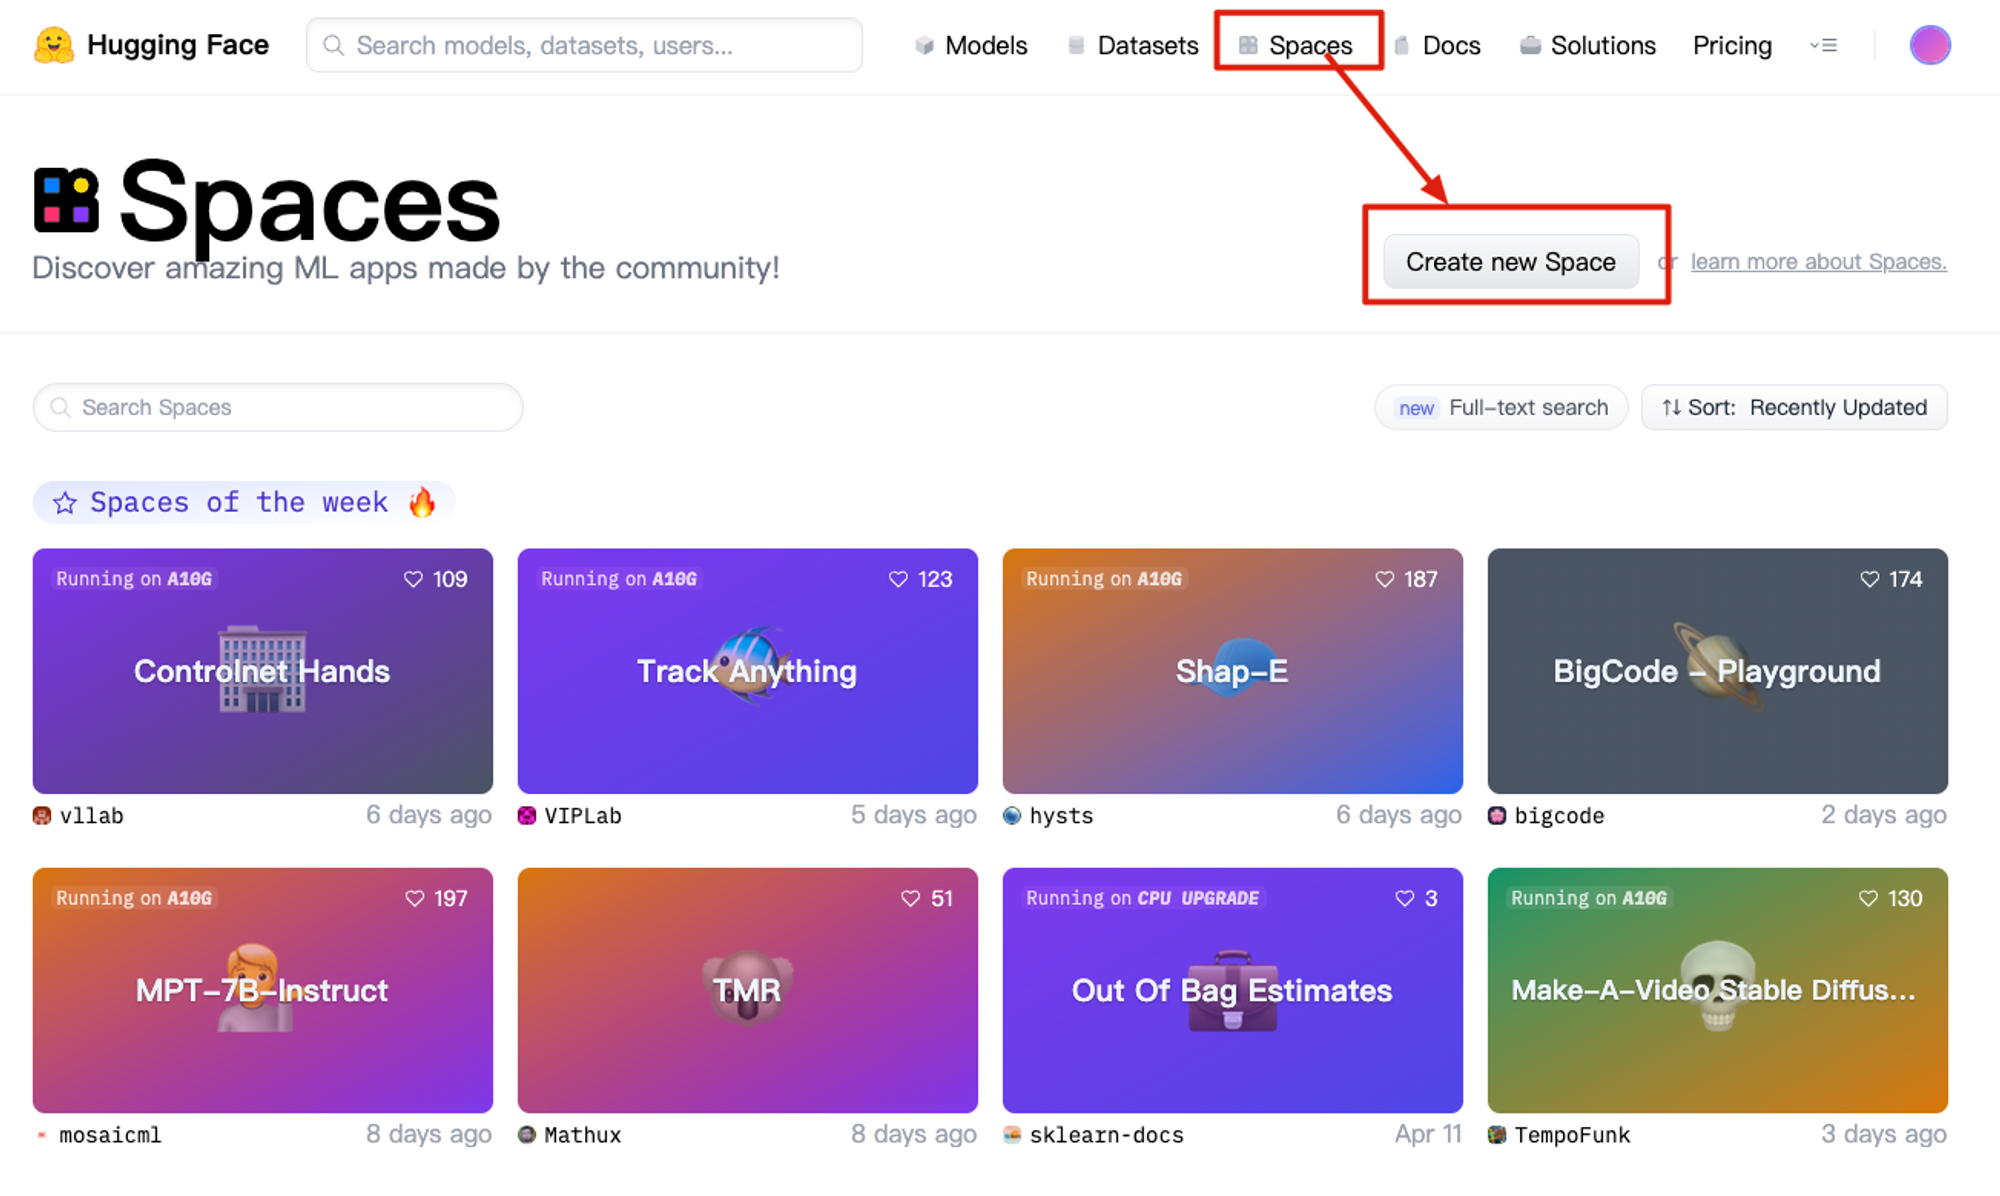 Hugging Face
Search models, datasets, users...
Models
Datasets
Spaces
Docs
Solutions
Pricing
Spaces
Discover amazing ML apps made by the community!
Create new Space
or learn more about Spaces.
Search Spaces
new Full-text search
Sort: Recently Updated
Spaces of the week
Running on A10G
109
Controlnet Hands
vllab
6 days ago
Running on A10G
123
Track Anything
VIPLab
5 days ago
Running on A10G
187
Shap-E
hysts
6 days ago
174
BigCode - Playground
bigcode
2 days ago
Running on A10G
197
MPT-7B-Instruct
mosaicml
8 days ago
51
TMR
Mathux
8 days ago
Running on CPU UPGRADE
3
Out Of Bag Estimates
sklearn-docs
Apr 11
Running on A10G
130
Make-A-Video Stable Diffus...
TempoFunk
3 days ago